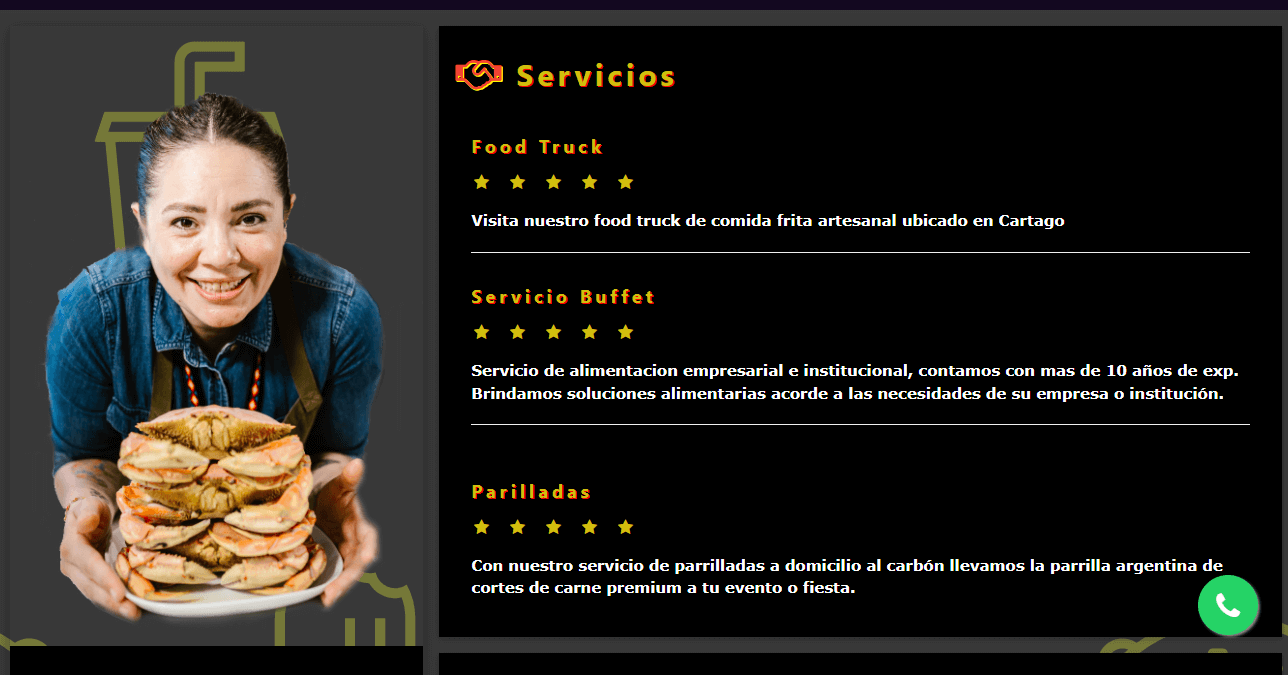 Servicios
Food Truck
Visita nuestro food truck de comida frita artesanal ubicado en Cartago
Servicio Buffet
Servicio de alimentacion empresarial e institucional, contamos con mas de 10 años de exp.
Brindamos soluciones alimentarias acorde a las necesidades de su empresa o institución.
Parilladas
Con nuestro servicio de parrilladas a domicilio al carbón llevamos la parrilla argentina de
cortes de carne premium a tu evento o fiesta.